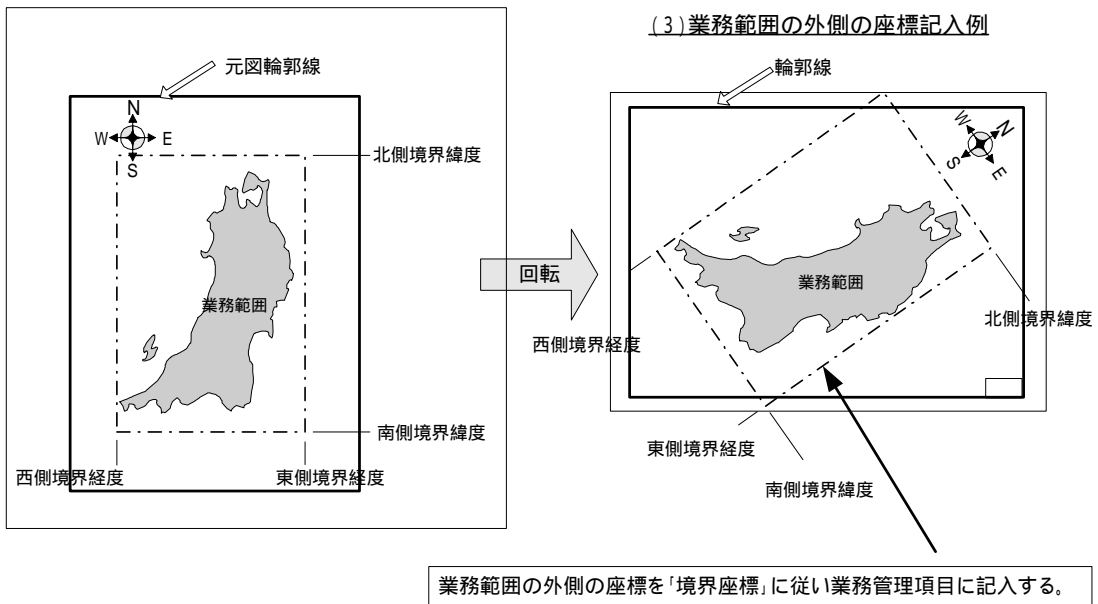 (3)業務範囲の外側の座標記入例
元図輪郭線
N
W E
S
北側境界緯度
業務範囲
南側境界緯度
西側境界経度
東側境界経度
回転
輪郭線
W N
S E
業務範囲
北側境界緯度
西側境界経度
東側境界経度
南側境界緯度
業務範囲の外側の座標を「境界座標」に従い業務管理項目に記入する。